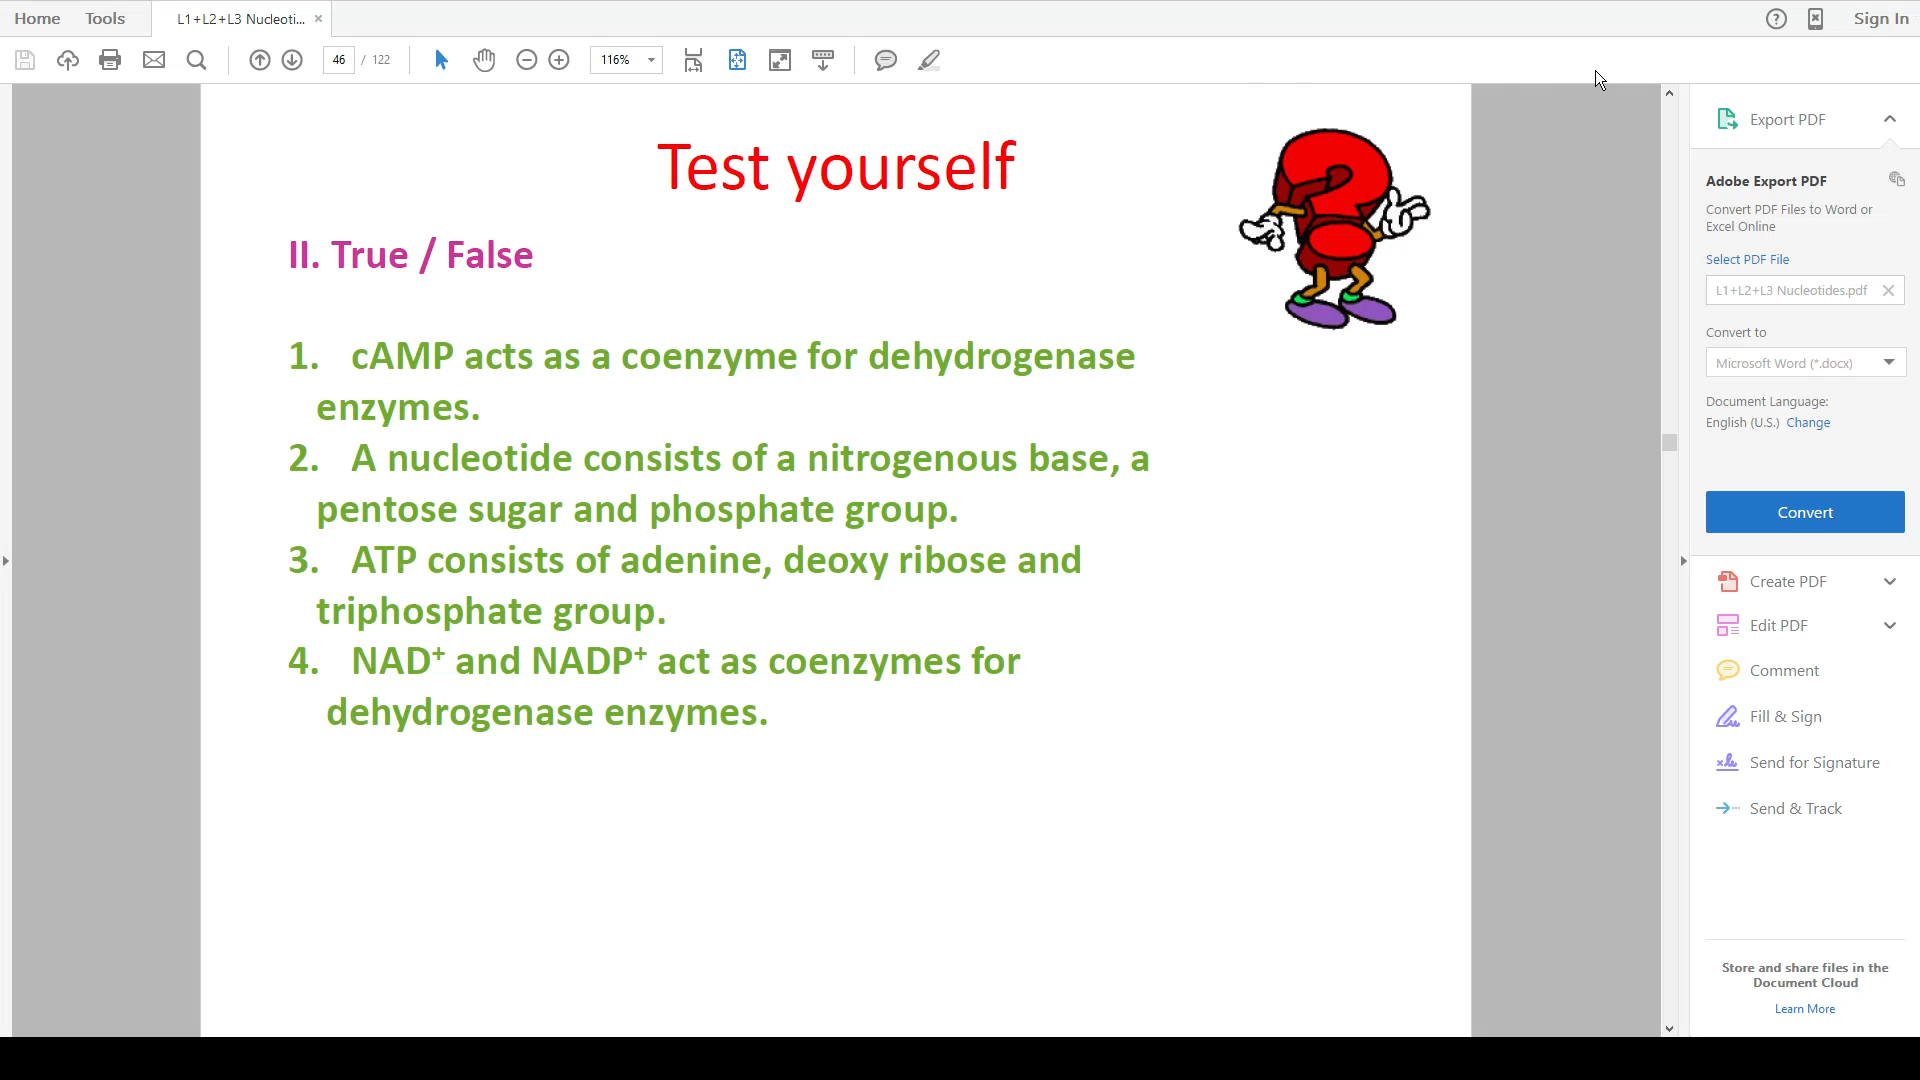 Home Tools L1+L2+L3 Nucleoti... × Sign In
46 / 122 116%
Test yourself
II. True / False
1. cAMP acts as a coenzyme for dehydrogenase
enzymes.
2. A nucleotide consists of a nitrogenous base, a
pentose sugar and phosphate group.
3. ATP consists of adenine, deoxy ribose and
triphosphate group.
4. NAD⁺ and NADP⁺ act as coenzymes for
dehydrogenase enzymes.
Export PDF
Adobe Export PDF
Convert PDF Files to Word or
Excel Online
Select PDF File
L1+L2+L3 Nucleotides.pdf
Convert to
Microsoft Word (*.docx)
Document Language:
English (U.S.) Change
Convert
Create PDF
Edit PDF
Comment
Fill & Sign
Send for Signature
Send & Track
Store and share files in the
Document Cloud
Learn More